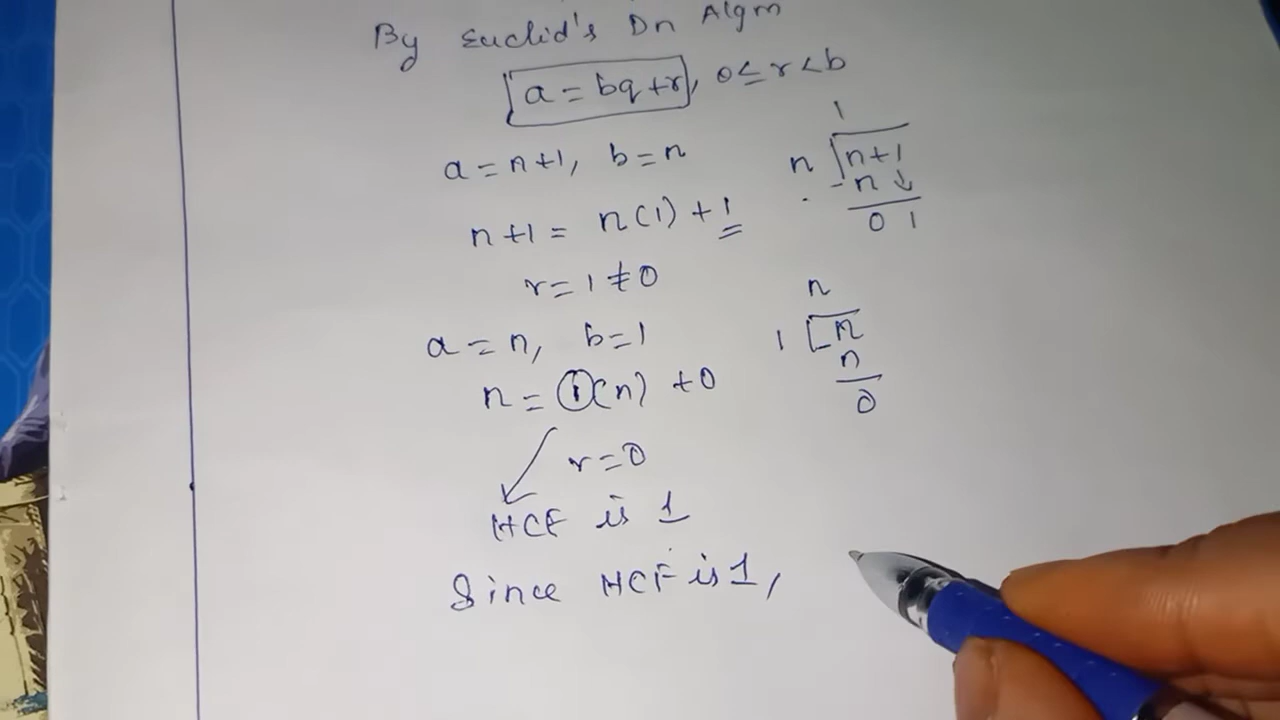 By Euclid's Dn Algm
a = bq + r, 0 ≤ r < b
a = n+1, b = n
n+1 = n(1) + 1
r = 1 ≠ 0
a = n, b = 1
n = 1(n) + 0
r = 0
HCF is 1
Since HCF is 1,
1
n n+1
-n ↓
0 1
n
1 n
n
0